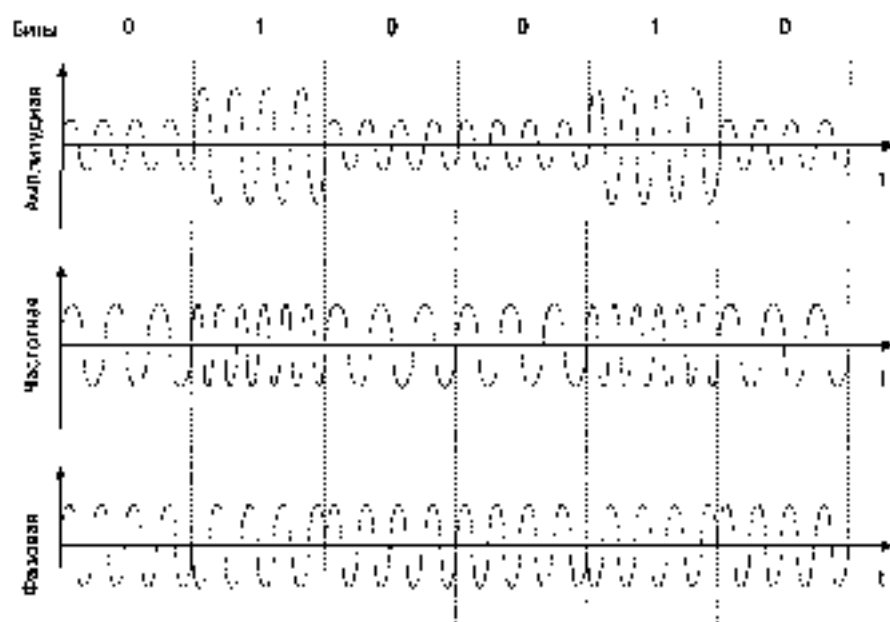 Биты 0 1 0 0 1 0
Амплитудная
t
Частотная
t
Фазовая
t